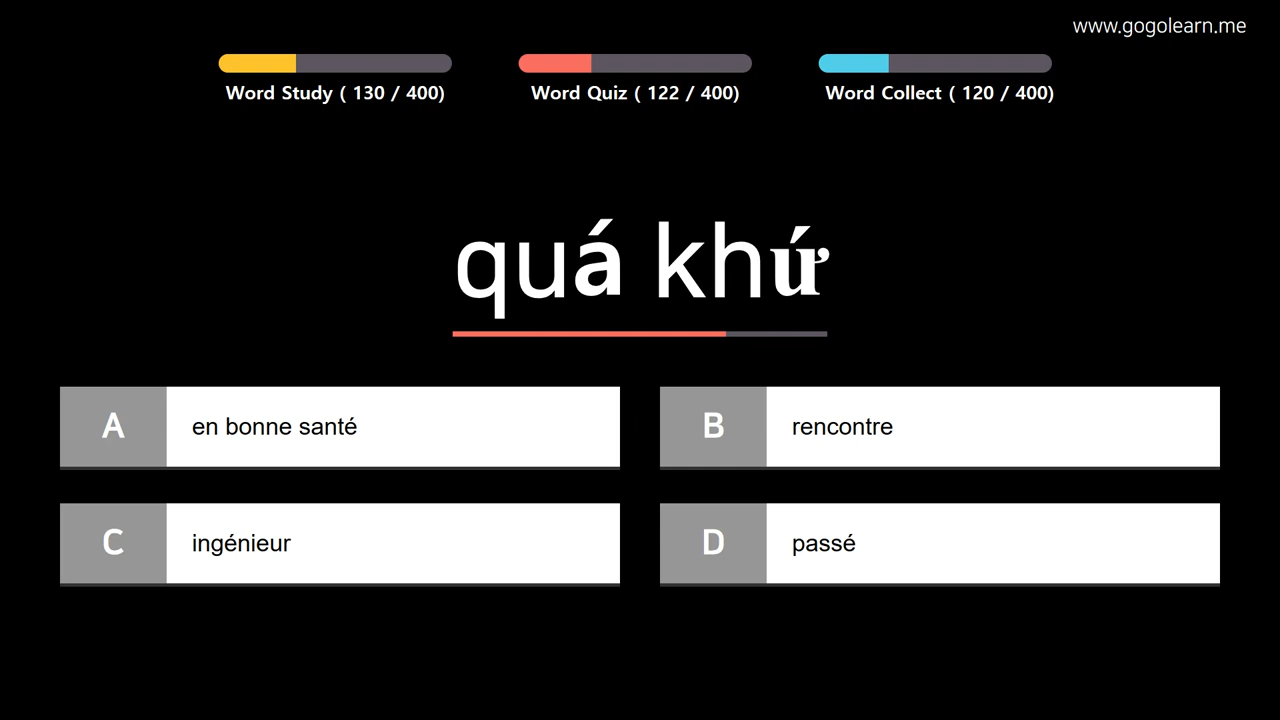 www.gogolearn.me
Word Study ( 130 / 400)
Word Quiz ( 122 / 400)
Word Collect ( 120 / 400)
quá khứ
A en bonne santé
B rencontre
C ingénieur
D passé